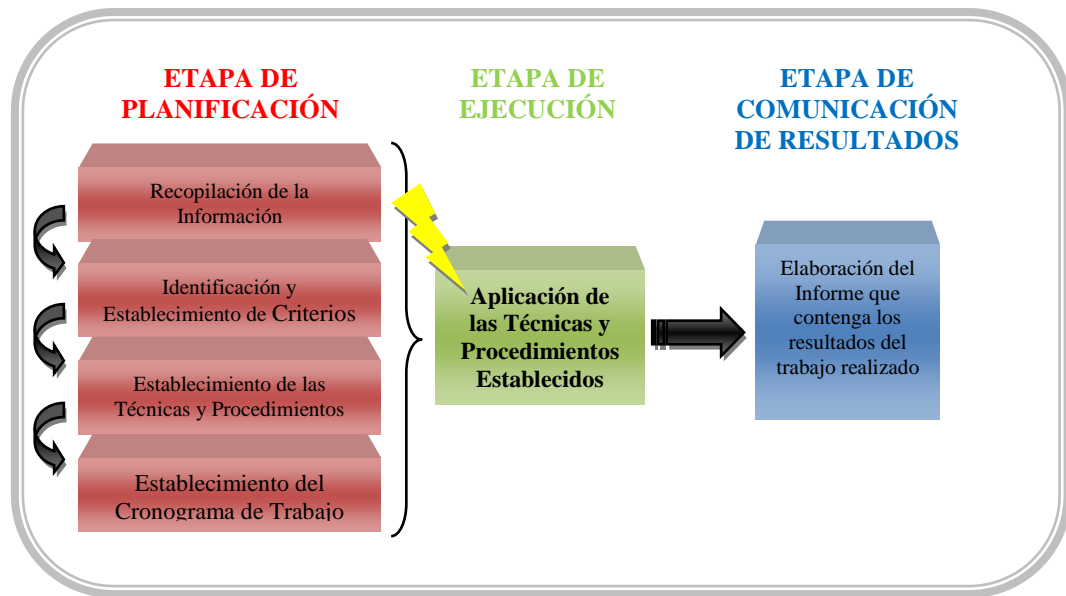 ETAPA DE
PLANIFICACIÓN
Recopilación de la
Información
Identificación y
Establecimiento de Criterios
Establecimiento de las
Técnicas y Procedimientos
Establecimiento del
Cronograma de Trabajo
ETAPA DE
EJECUCIÓN
Aplicación de
las Técnicas y
Procedimientos
Establecidos
ETAPA DE
COMUNICACIÓN
DE RESULTADOS
Elaboración del
Informe que
contenga los
resultados del
trabajo realizado